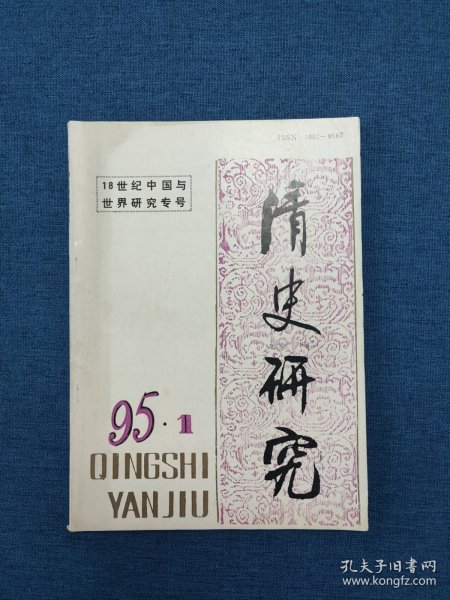 ISSN 1002-8587
18世纪中国与
世界研究专号
清史研究
95·1
QINGSHI
YANJIU
孔夫子旧书网
www.kongfz.com